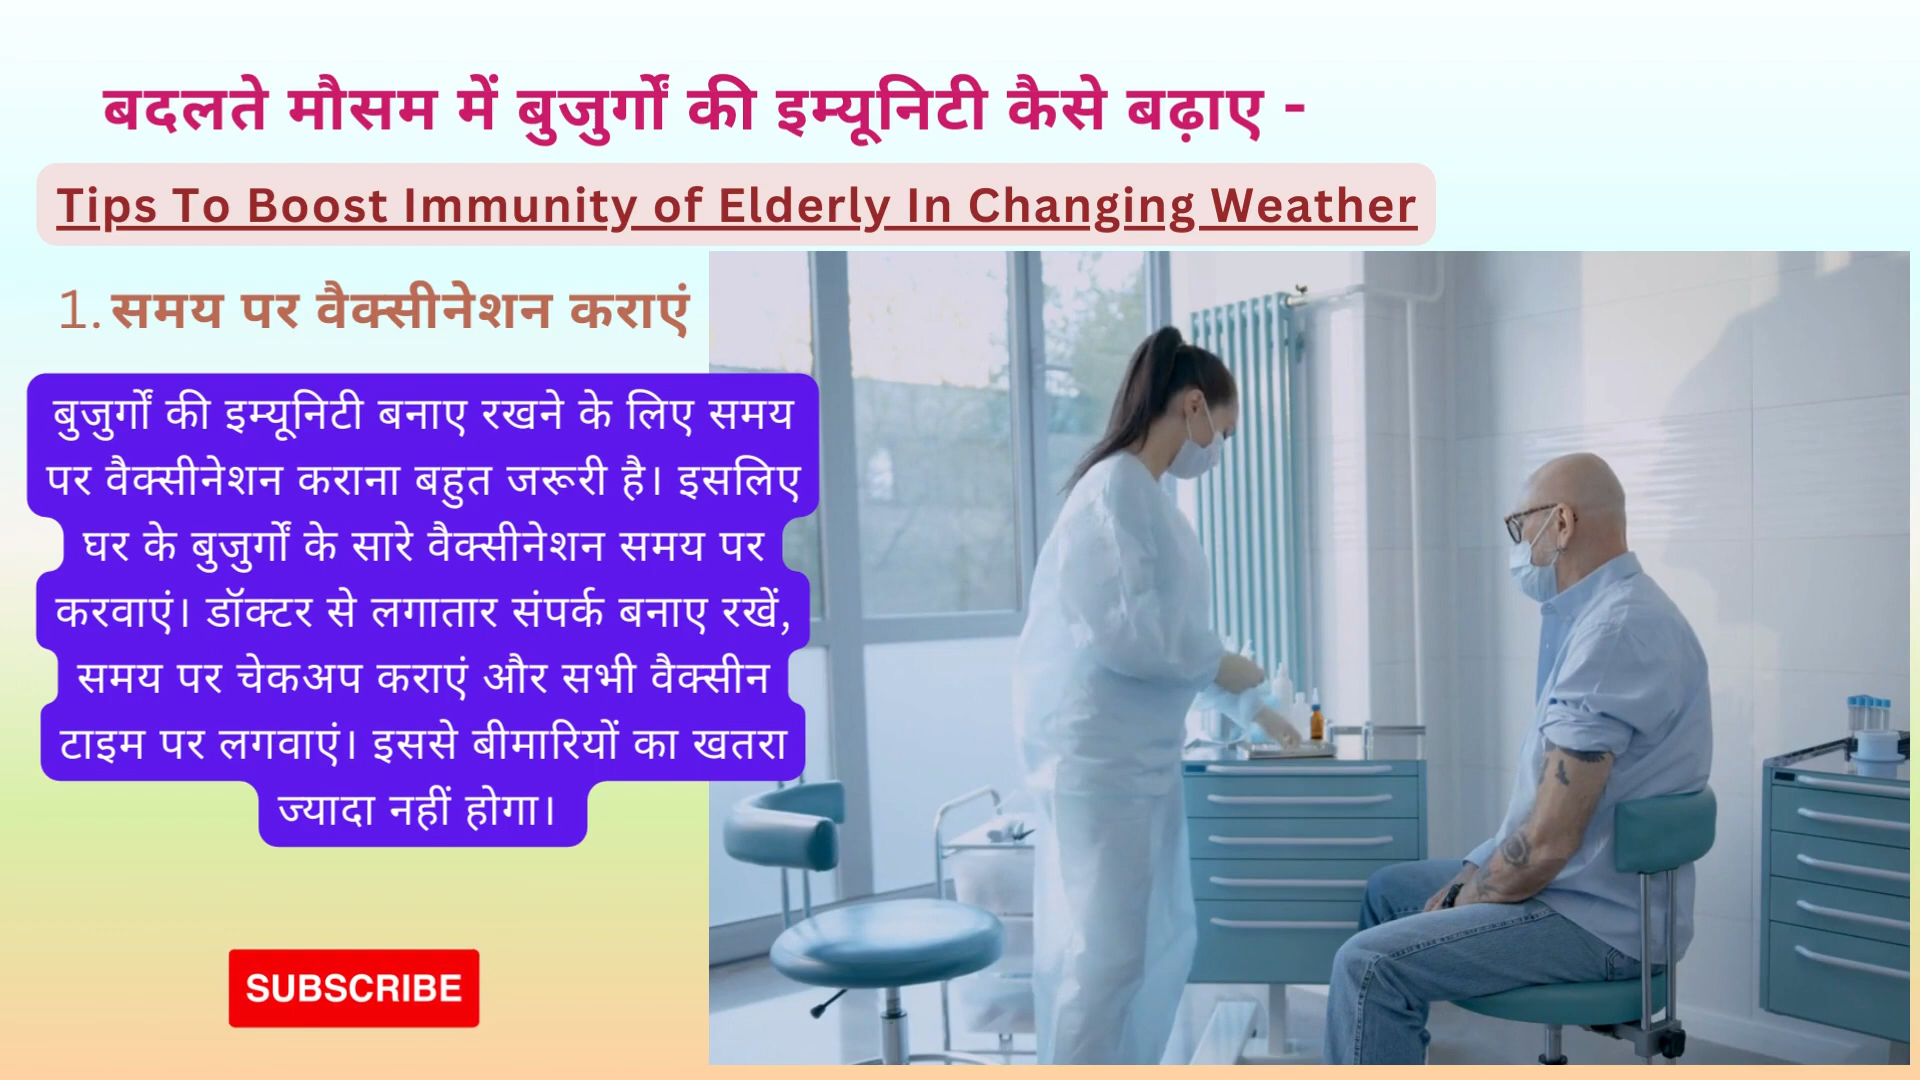 बदलते मौसम में बुजुर्गों की इम्यूनिटी कैसे बढ़ाए -
Tips To Boost Immunity of Elderly In Changing Weather
1. समय पर वैक्सीनेशन कराएं
बुजुर्गों की इम्यूनिटी बनाए रखने के लिए समय
पर वैक्सीनेशन कराना बहुत जरूरी है। इसलिए
घर के बुजुर्गों के सारे वैक्सीनेशन समय पर
करवाएं। डॉक्टर से लगातार संपर्क बनाए रखें,
समय पर चेकअप कराएं और सभी वैक्सीन
टाइम पर लगवाएं। इससे बीमारियों का खतरा
ज्यादा नहीं होगा।
SUBSCRIBE